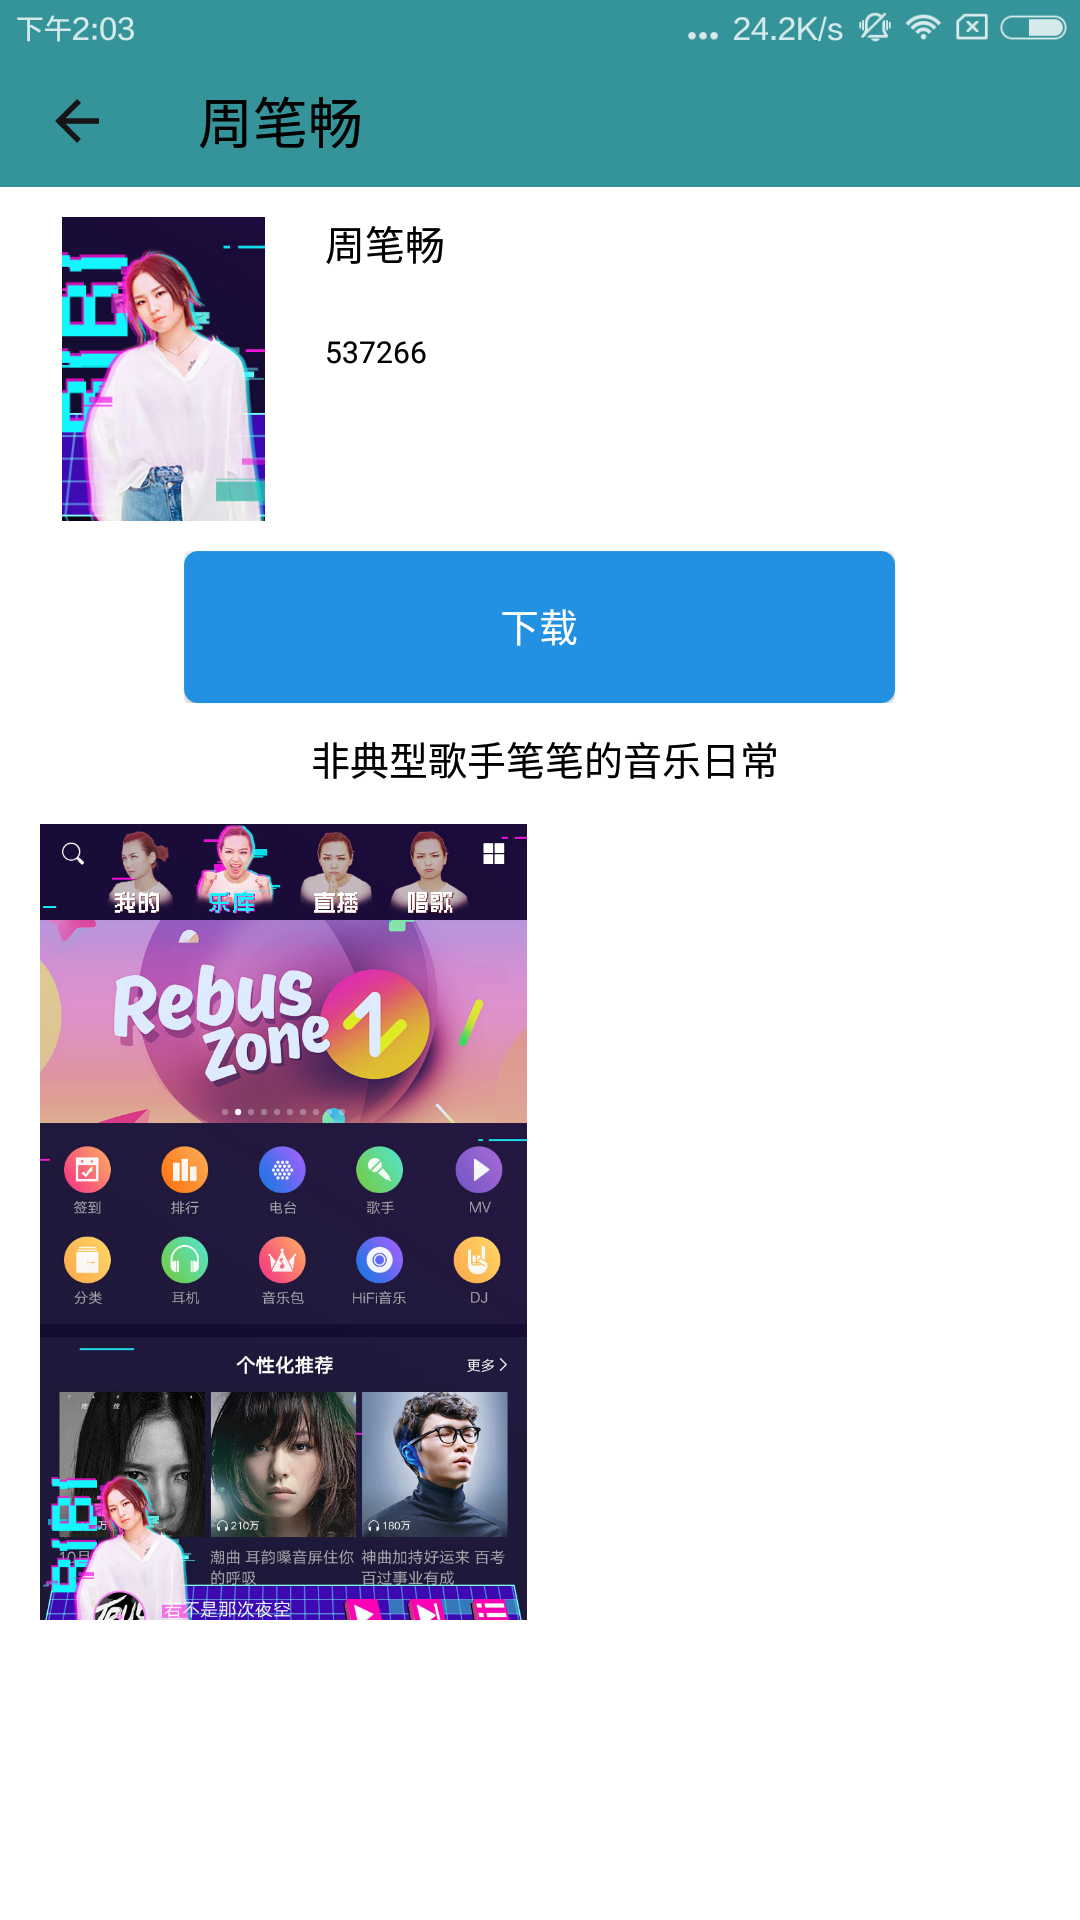 下午2:03
... 24.2K/s
周笔畅
周笔畅
537266
下载
非典型歌手笔笔的音乐日常
我的 乐库 直播 唱歌
Rebus
Zone 1
签到 排行 电台 歌手 MV
分类 耳机 音乐包 HiFi音乐 DJ
个性化推荐 更多
210万 180万
潮曲 耳韵嗓音屏住你的呼吸
神曲加持好运来 百考百过事业有成
若不是那次夜空